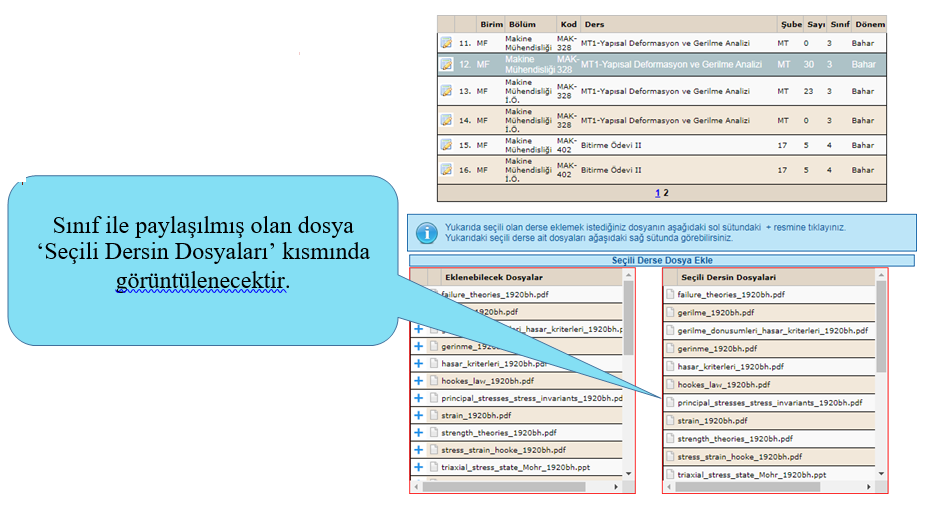 Birim Bölüm Kod Ders Şube Sayı Sınıf Dönem
11. MF Makine Mühendisliği MAK-328 MT1-Yapısal Deformasyon ve Gerilme Analizi MT 0 3 Bahar
12. MF Makine Mühendisliği MAK-328 MT1-Yapısal Deformasyon ve Gerilme Analizi MT 30 3 Bahar
13. MF Makine Mühendisliği İ.Ö. MAK-328 MT1-Yapısal Deformasyon ve Gerilme Analizi MT 23 3 Bahar
14. MF Makine Mühendisliği İ.Ö. MAK-328 MT1-Yapısal Deformasyon ve Gerilme Analizi MT 0 3 Bahar
15. MF Makine Mühendisliği MAK-402 Bitirme Ödevi II 17 5 4 Bahar
16. MF Makine Mühendisliği İ.Ö. MAK-402 Bitirme Ödevi II 17 5 4 Bahar
1 2
Sınıf ile paylaşılmış olan dosya
‘Seçili Dersin Dosyaları’ kısmında
görüntülenecektir.
Yukarıda seçili olan derse eklemek istediğiniz dosyanın aşağıdaki sol sütundaki + resmine tıklayınız.
Yukarıdaki seçili derse ait dosyaları ağaşıdaki sağ sütunda görebilirsiniz.
Seçili Derse Dosya Ekle
Eklenebilecek Dosyalar
failure_theories_1920bh.pdf
1920bh.pdf
hasar_kriterleri_1920bh.p
gerinme_1920bh.pdf
hasar_kriterleri_1920bh.pdf
hookes_law_1920bh.pdf
principal_stresses_stress_invariants_1920bh.pd
strain_1920bh.pdf
strength_theories_1920bh.pdf
stress_strain_hooke_1920bh.pdf
triaxial_stress_state_Mohr_1920bh.ppt
Seçili Dersin Dosyalari
failure_theories_1920bh.pdf
gerilme_1920bh.pdf
gerilme_donusumleri_hasar_kriterleri_1920bh.pdf
gerinme_1920bh.pdf
hasar_kriterleri_1920bh.pdf
hookes_law_1920bh.pdf
principal_stresses_stress_invariants_1920bh.pdf
strain_1920bh.pdf
strength_theories_1920bh.pdf
stress_strain_hooke_1920bh.pdf
triaxial_stress_state_Mohr_1920bh.ppt